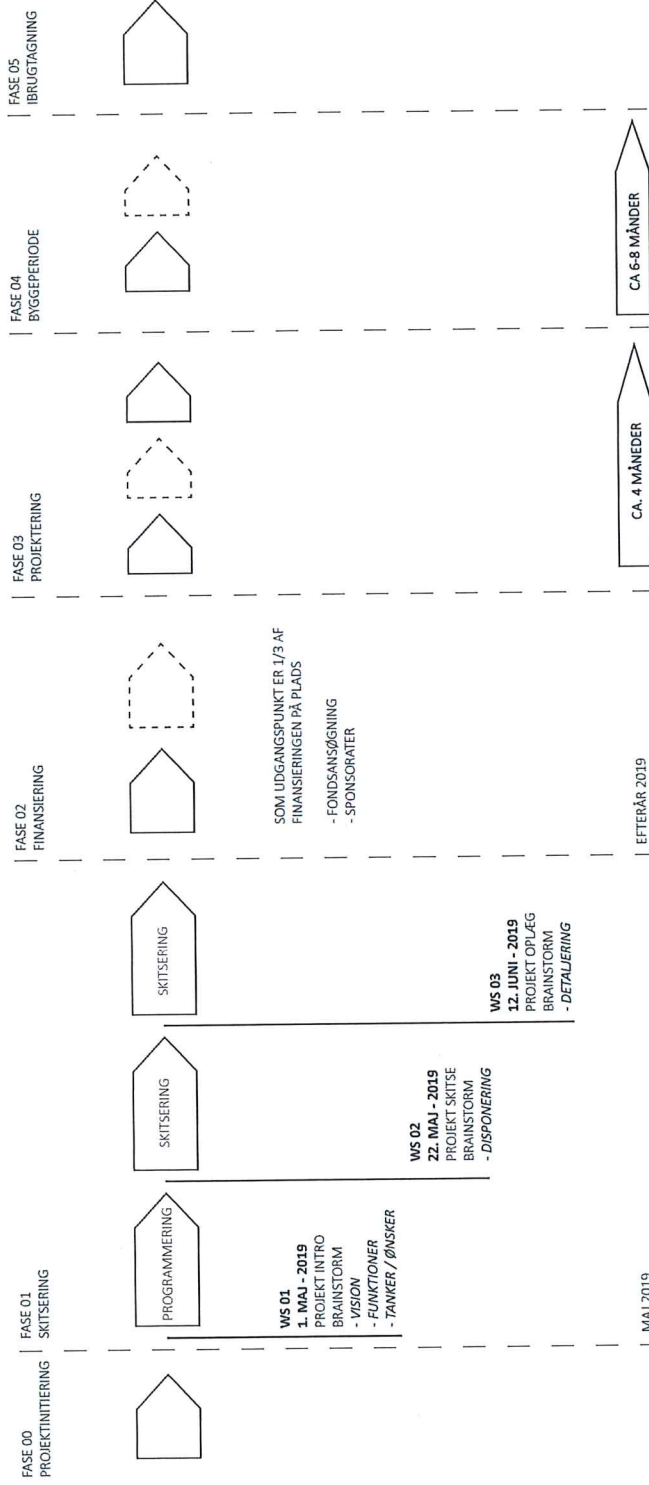 FASE 00
PROJEKTINITIERING
FASE 01
SKITSERING
PROGRAMMERING
SKITSERING
SKITSERING
WS 01
1. MAJ - 2019
PROJEKT INTRO
BRAINSTORM
- VISION
- FUNKTIONER
- TANKER / ØNSKER
WS 02
22. MAJ - 2019
PROJEKT SKITSE
BRAINSTORM
- DISPONERING
WS 03
12. JUNI - 2019
PROJEKT OPLÆG
BRAINSTORM
- DETALJERING
MAJ 2019
FASE 02
FINANSIERING
SOM UDGANGSPUNKT ER 1/3 AF
FINANSIERINGEN PÅ PLADS
- FONDSANSØGNING
- SPONSORATER
EFTERÅR 2019
FASE 03
PROJEKTERING
CA. 4 MÅNEDER
FASE 04
BYGGEPERIODE
CA 6-8 MÅNDER
FASE 05
IBRUGTAGNING